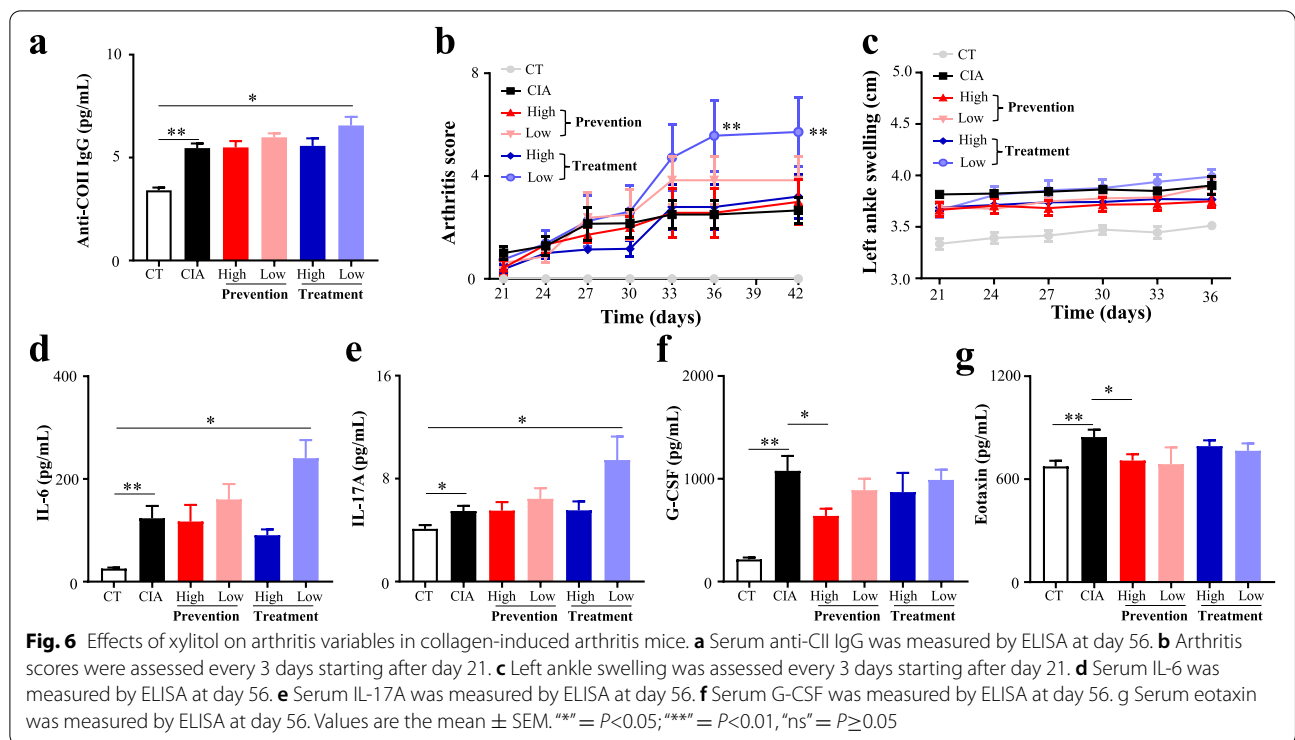 a
Anti-COII IgG (pg/mL)
10
5
0
*
**
CT CIA High Low High Low
Prevention Treatment
b
Arthritis score
8
4
0
CT
CIA
High
Low
Prevention
High
Low
Treatment
**
**
21 24 27 30 33 36 39 42
Time (days)
c
Left ankle swelling (cm)
4.5
4.0
3.5
3.0
CT
CIA
High
Low
Prevention
High
Low
Treatment
21 24 27 30 33 36
Time (days)
d
IL-6 (pg/mL)
400
200
0
*
**
CT CIA High Low High Low
Prevention Treatment
e
IL-17A (pg/mL)
16
8
0
*
*
CT CIA High Low High Low
Prevention Treatment
f
G-CSF (pg/mL)
2000
1000
0
*
**
CT CIA High Low High Low
Prevention Treatment
g
Eotaxin (pg/mL)
1200
600
0
*
**
CT CIA High Low High Low
Prevention Treatment
Fig. 6 Effects of xylitol on arthritis variables in collagen-induced arthritis mice. a Serum anti-CII IgG was measured by ELISA at day 56. b Arthritis
scores were assessed every 3 days starting after day 21. c Left ankle swelling was assessed every 3 days starting after day 21. d Serum IL-6 was
measured by ELISA at day 56. e Serum IL-17A was measured by ELISA at day 56. f Serum G-CSF was measured by ELISA at day 56. g Serum eotaxin
was measured by ELISA at day 56. Values are the mean ± SEM. “*” = P<0.05; “**” = P<0.01, “ns” = P≥0.05